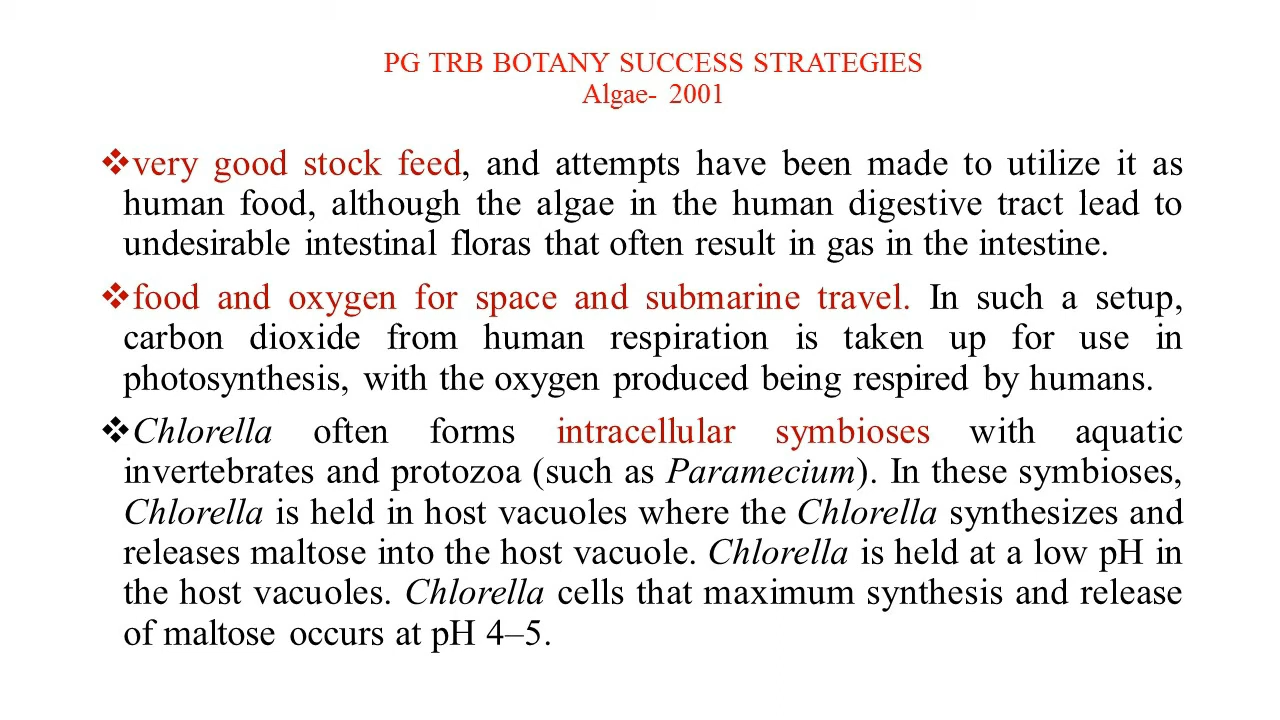 PG TRB BOTANY SUCCESS STRATEGIES
Algae- 2001
❖very good stock feed, and attempts have been made to utilize it as
human food, although the algae in the human digestive tract lead to
undesirable intestinal floras that often result in gas in the intestine.
❖food and oxygen for space and submarine travel. In such a setup,
carbon dioxide from human respiration is taken up for use in
photosynthesis, with the oxygen produced being respired by humans.
❖Chlorella often forms intracellular symbioses with aquatic
invertebrates and protozoa (such as Paramecium). In these symbioses,
Chlorella is held in host vacuoles where the Chlorella synthesizes and
releases maltose into the host vacuole. Chlorella is held at a low pH in
the host vacuoles. Chlorella cells that maximum synthesis and release
of maltose occurs at pH 4–5.